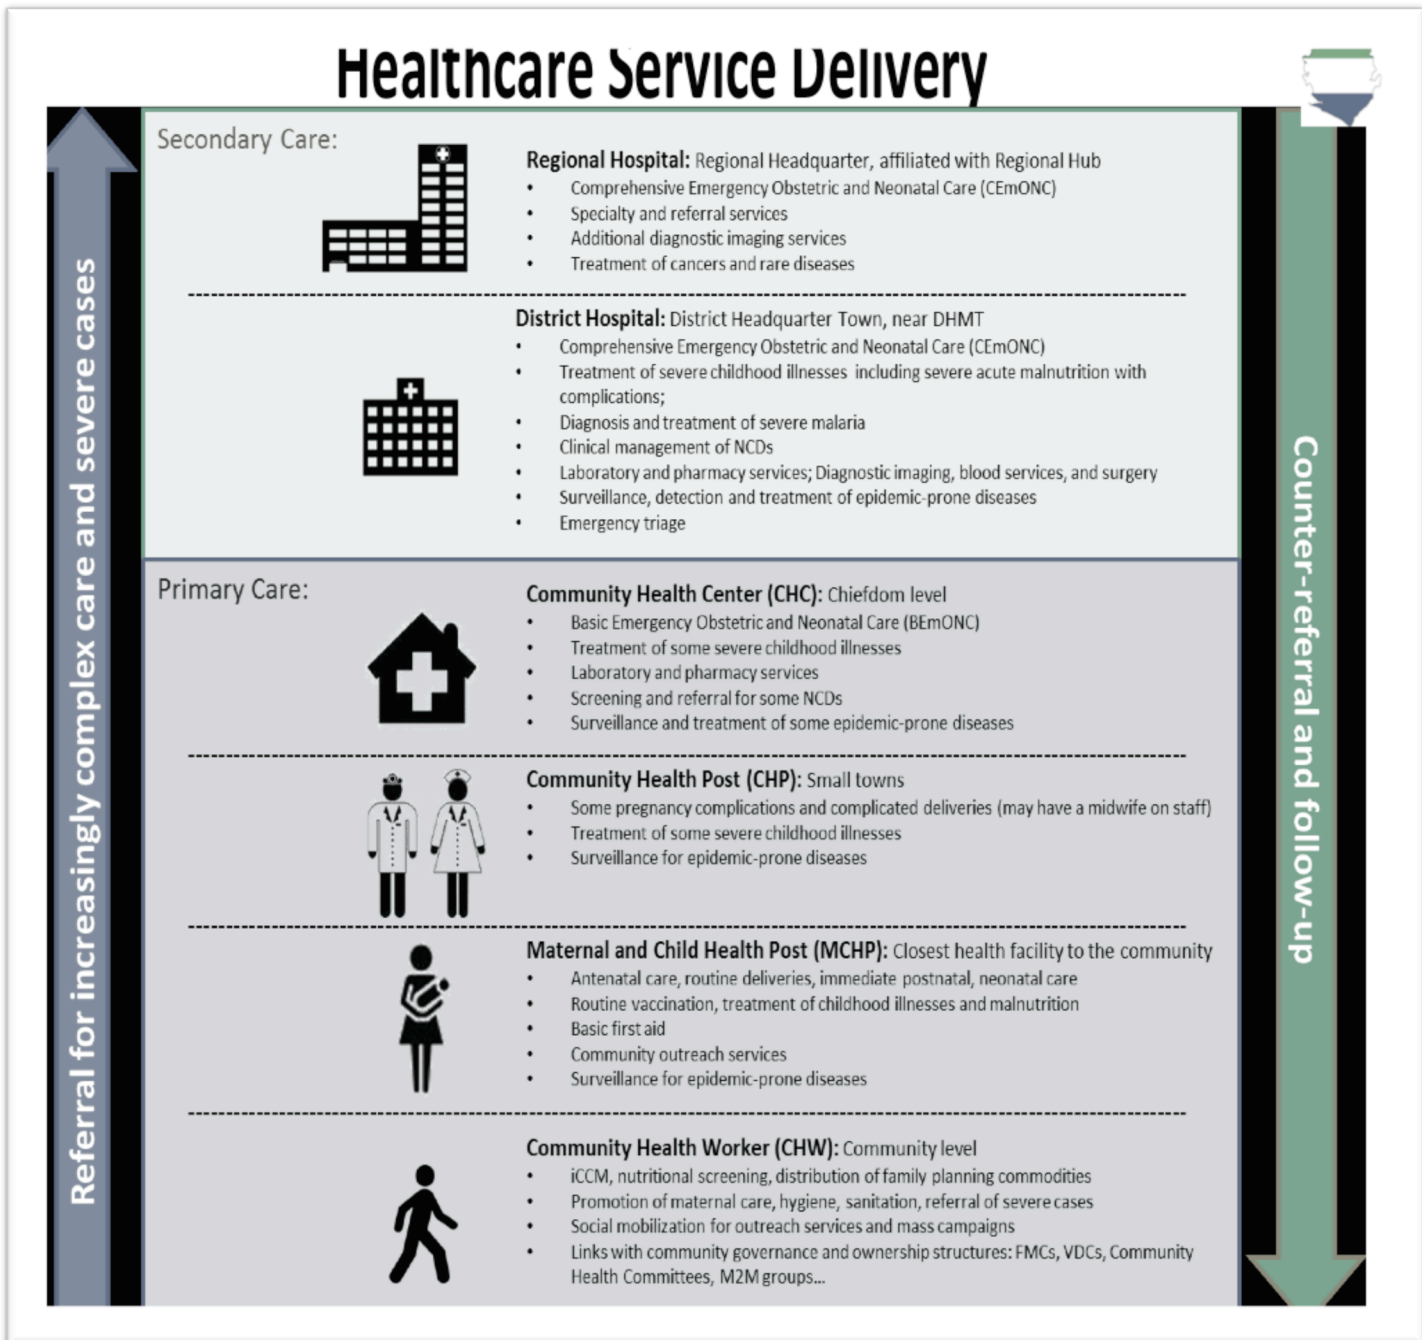 Healthcare Service Delivery
Secondary Care:
Regional Hospital: Regional Headquarter, affiliated with Regional Hub
• Comprehensive Emergency Obstetric and Neonatal Care (CEmONC)
• Specialty and referral services
• Additional diagnostic imaging services
• Treatment of cancers and rare diseases
District Hospital: District Headquarter Town, near DHMT
• Comprehensive Emergency Obstetric and Neonatal Care (CEmONC)
• Treatment of severe childhood illnesses including severe acute malnutrition with
complications;
• Diagnosis and treatment of severe malaria
• Clinical management of NCDs
• Laboratory and pharmacy services; Diagnostic imaging, blood services, and surgery
• Surveillance, detection and treatment of epidemic-prone diseases
• Emergency triage
Primary Care:
Community Health Center (CHC): Chiefdom level
• Basic Emergency Obstetric and Neonatal Care (BEmONC)
• Treatment of some severe childhood illnesses
• Laboratory and pharmacy services
• Screening and referral for some NCDs
• Surveillance and treatment of some epidemic-prone diseases
Community Health Post (CHP): Small towns
• Some pregnancy complications and complicated deliveries (may have a midwife on staff)
• Treatment of some severe childhood illnesses
• Surveillance for epidemic-prone diseases
Maternal and Child Health Post (MCHP): Closest health facility to the community
• Antenatal care, routine deliveries, immediate postnatal, neonatal care
• Routine vaccination, treatment of childhood illnesses and malnutrition
• Basic first aid
• Community outreach services
• Surveillance for epidemic-prone diseases
Community Health Worker (CHW): Community level
• iCCM, nutritional screening, distribution of family planning commodities
• Promotion of maternal care, hygiene, sanitation, referral of severe cases
• Social mobilization for outreach services and mass campaigns
• Links with community governance and ownership structures: FMCs, VDCs, Community
Health Committees, M2M groups...
Referral for increasingly complex care and severe cases
Counter-referral and follow-up